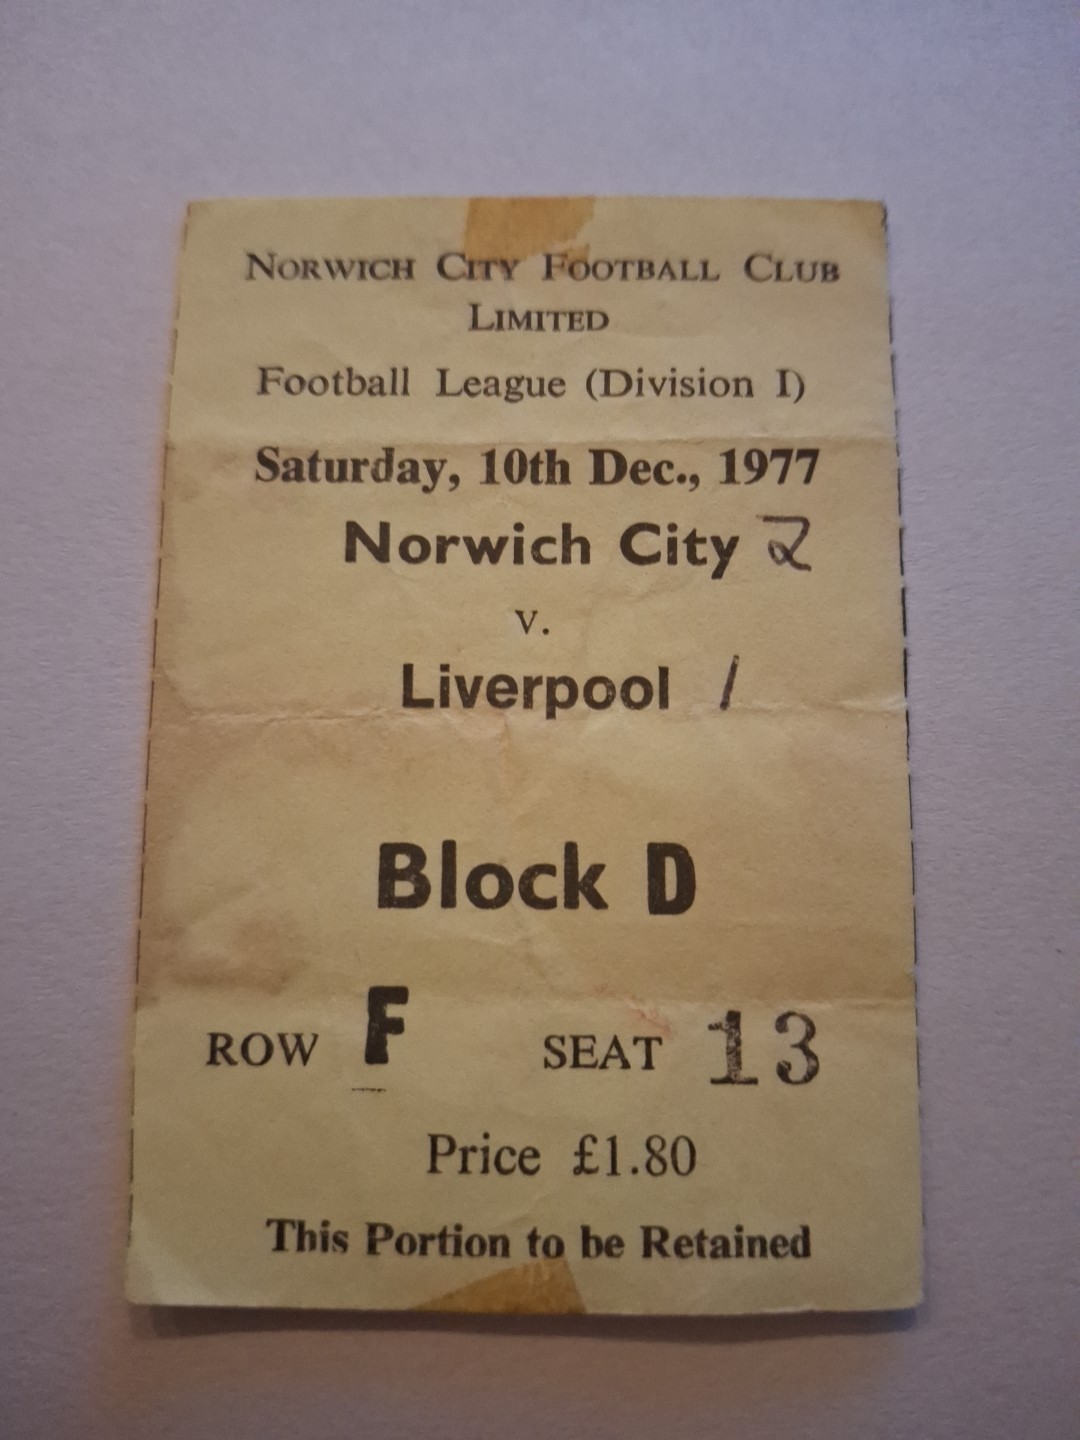 NORWICH CITY FOOTBALL CLUB
LIMITED
Football League (Division I)
Saturday, 10th Dec., 1977
Norwich City 2
v.
Liverpool 1
Block D
ROW F SEAT 13
Price £1.80
This Portion to be Retained